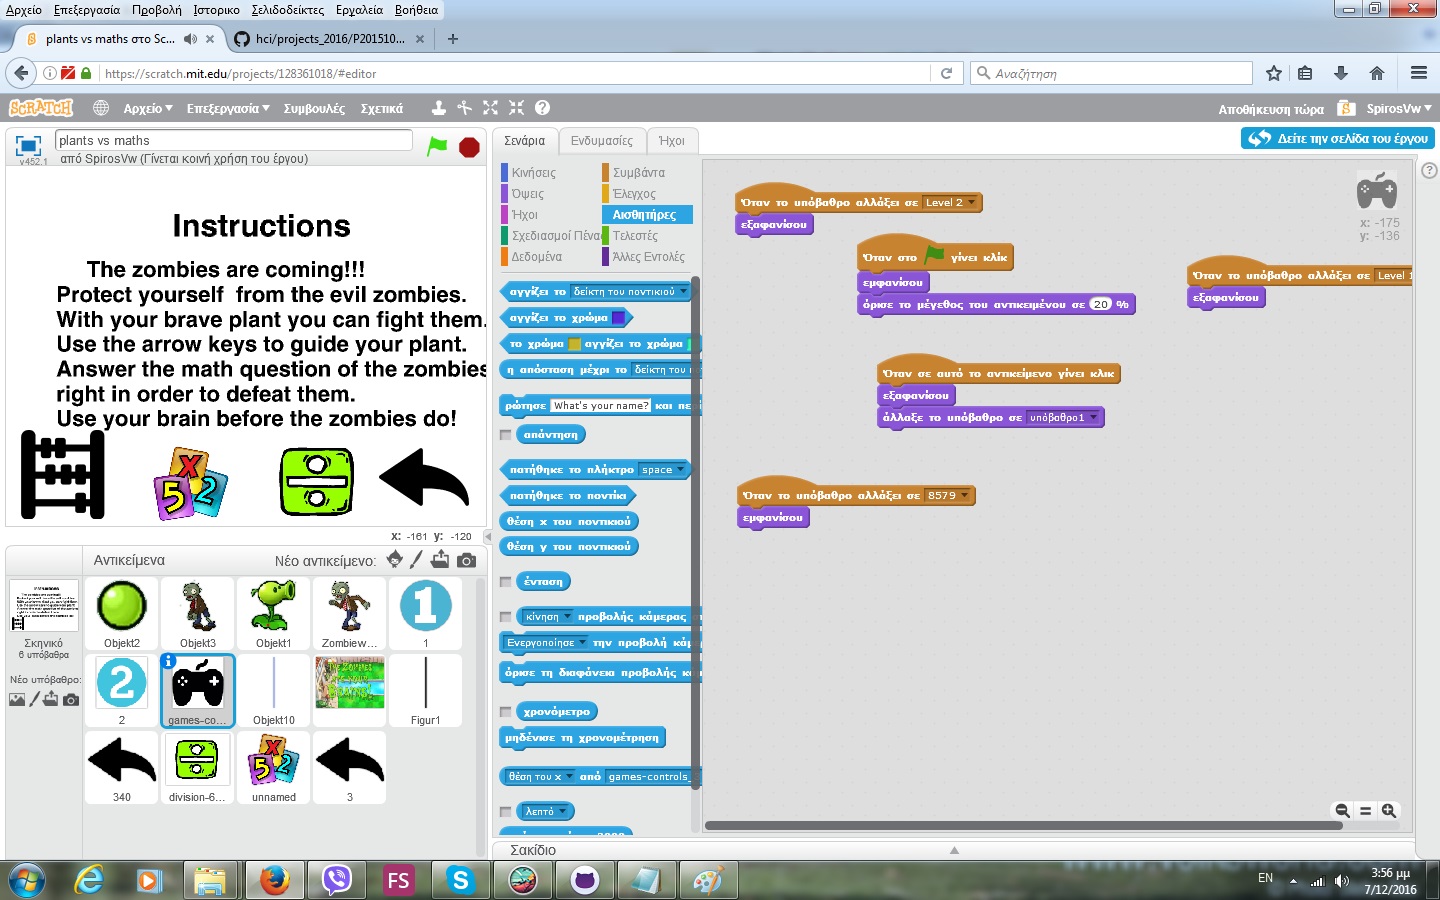 Αρχείο Επεξεργασία Προβολή Ιστορικο Σελιδοδείκτες Εργαλεία Βοήθεια
plants vs maths στο Sc...
hci/projects_2016/P201510...
https://scratch.mit.edu/projects/128361018/#editor
Αναζήτηση
SCRATCH
Αρχείο Επεξεργασία Συμβουλές Σχετικά
Αποθήκευση τώρα
SpirosVw
plants vs maths
από SpirosVw (Γίνεται κοινή χρήση του έργου)
v452.1
Σενάρια Ενδυμασίες Ήχοι
Δείτε την σελίδα του έργου
Instructions
The zombies are coming!!!
Protect yourself from the evil zombies.
With your brave plant you can fight them.
Use the arrow keys to guide your plant.
Answer the math question of the zombies
right in order to defeat them.
Use your brain before the zombies do!
X
5 2
x: -161 y: -120
Αντικείμενα
Νέο αντικείμενο:
Σκηνικό
6 υπόβαθρα
Νέο υπόβαθρο:
Objekt2
Objekt3
Objekt1
Zombiew...
1
1
2
2
games-co...
Objekt10
Figur1
340
division-6...
unnamed
3
Κινήσεις
Συμβάντα
Όψεις
Έλεγχος
Ήχοι
Αισθητήρες
Σχεδιασμοί Πένας
Τελεστές
Δεδομένα
Άλλες Εντολές
αγγίζει το δείκτη του ποντικιού
αγγίζει το χρώμα
το χρώμα αγγίζει το χρώμα
η απόσταση μέχρι το δείκτη του
ρώτησε What's your name? και περί
απάντηση
πατήθηκε το πλήκτρο space
πατήθηκε το ποντίκι
θέση x του ποντικιού
θέση y του ποντικιού
ένταση
κίνηση προβολής κάμερας
Ενεργοποίησε την προβολή κάμ
όρισε τη διαφάνεια προβολής κά
χρονόμετρο
μηδένισε τη χρονομέτρηση
θέση του x από games-controls_
λεπτό
Όταν το υπόβαθρο αλλάξει σε Level 2
εξαφανίσου
Όταν στο γίνει κλίκ
εμφανίσου
όρισε το μέγεθος του αντικειμένου σε 20 %
Όταν το υπόβαθρο αλλάξει σε Level 1
εξαφανίσου
Όταν σε αυτό το αντικείμενο γίνει κλικ
εξαφανίσου
άλλαξε το υπόβαθρο σε υπόβαθρο1
Όταν το υπόβαθρο αλλάξει σε 8579
εμφανίσου
x: -175
y: -136
Σακίδιο
FS
EN
3:56 μμ
7/12/2016